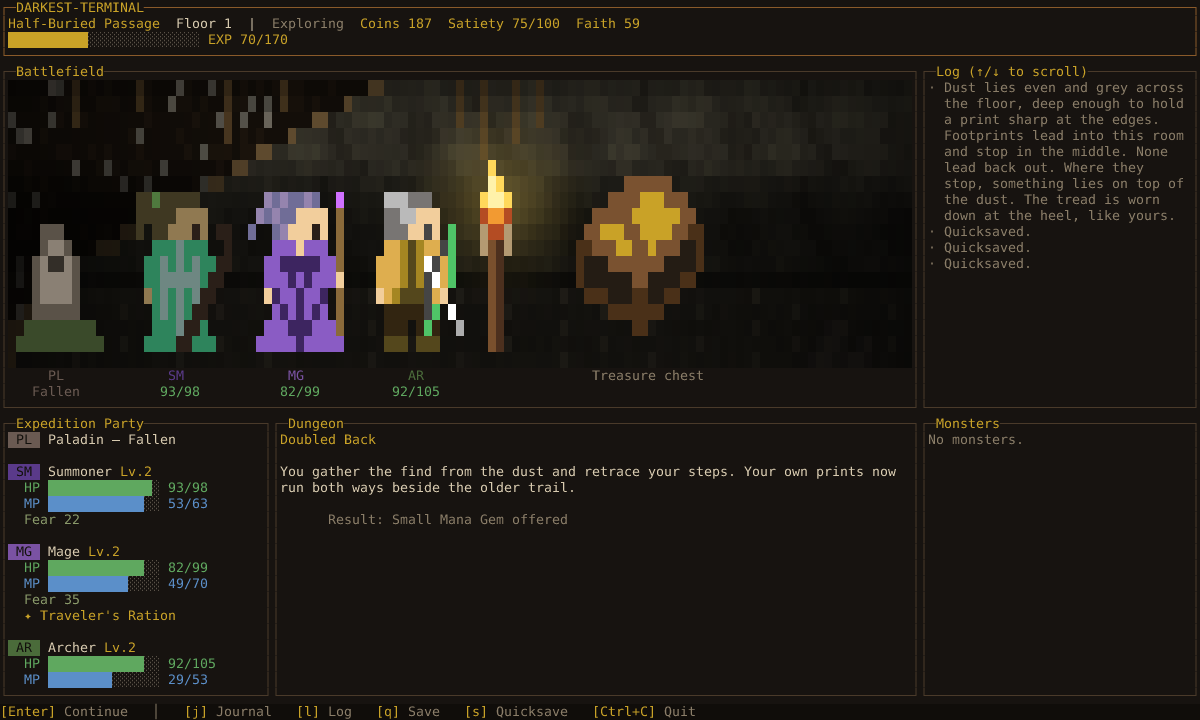 DARKEST-TERMINAL
Half-Buried Passage  Floor 1  |  Exploring  Coins 187  Satiety 75/100  Faith 59
EXP 70/170
Battlefield
PL SM MG AR Treasure chest
Fallen 93/98 82/99 92/105
Log (↑/↓ to scroll)
· Dust lies even and grey across
the floor, deep enough to hold
a print sharp at the edges.
Footprints lead into this room
and stop in the middle. None
lead back out. Where they
stop, something lies on top of
the dust. The tread is worn
down at the heel, like yours.
· Quicksaved.
· Quicksaved.
· Quicksaved.
Expedition Party
PL Paladin — Fallen
SM Summoner Lv.2
HP 93/98
MP 53/63
Fear 22
MG Mage Lv.2
HP 82/99
MP 49/70
Fear 35
✦ Traveler's Ration
AR Archer Lv.2
HP 92/105
MP 29/53
Dungeon
Doubled Back
You gather the find from the dust and retrace your steps. Your own prints now
run both ways beside the older trail.
Result: Small Mana Gem offered
Monsters
No monsters.
[Enter] Continue │ [j] Journal [l] Log [q] Save [s] Quicksave [Ctrl+C] Quit